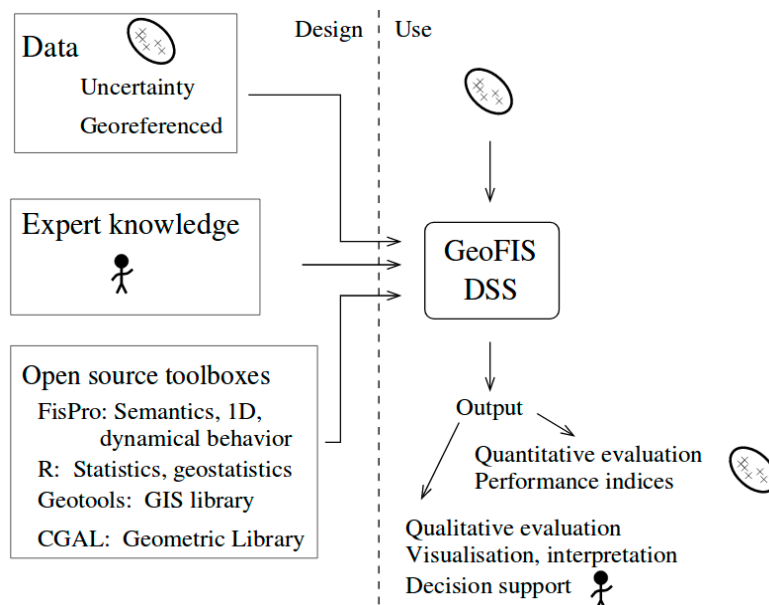 Design
Use
Data
Uncertainty
Georeferenced
Expert knowledge
Open source toolboxes
FisPro: Semantics, 1D,
dynamical behavior
R: Statistics, geostatistics
Geotools: GIS library
CGAL: Geometric Library
GeoFIS
DSS
Output
Quantitative evaluation
Performance indices
Qualitative evaluation
Visualisation, interpretation
Decision support